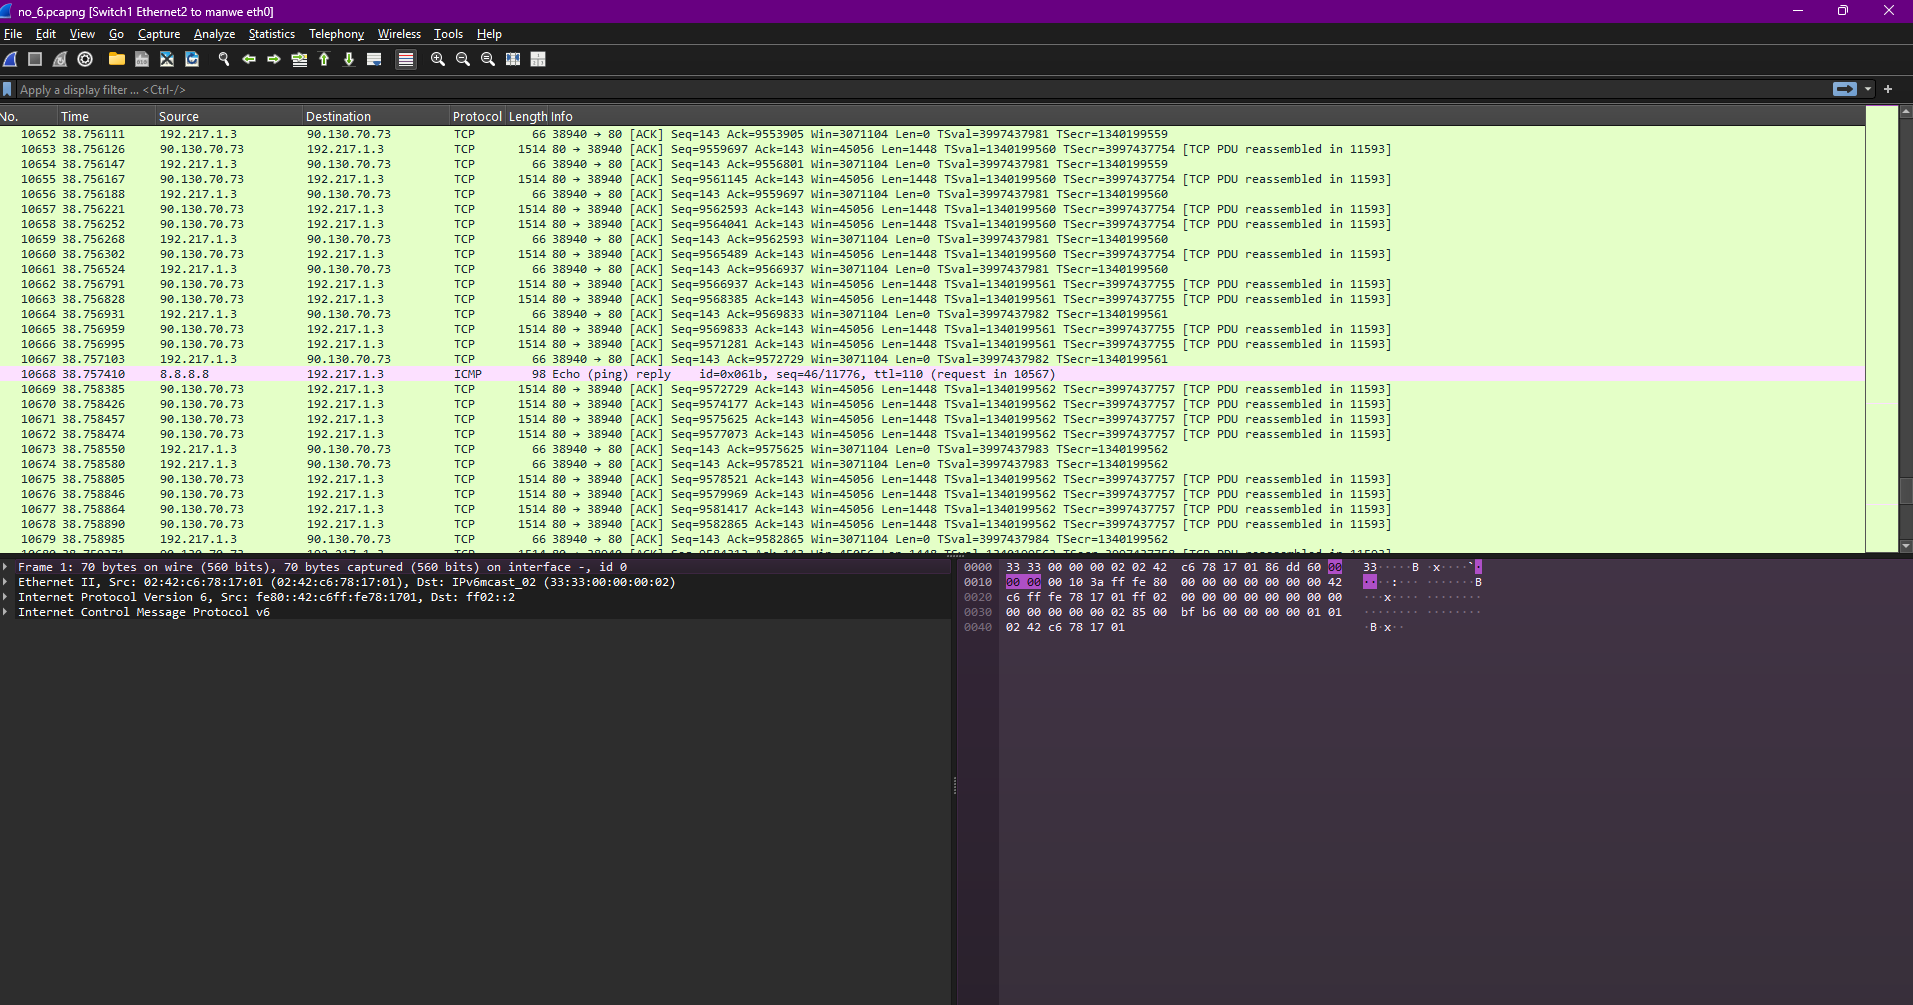 no_6.pcapng [Switch1 Ethernet2 to manwe eth0]
File Edit View Go Capture Analyze Statistics Telephony Wireless Tools Help
Apply a display filter ... <Ctrl-/>
No. Time Source Destination Protocol Length Info
10652 38.756111 192.217.1.3 90.130.70.73 TCP 66 38940 → 80 [ACK] Seq=143 Ack=9553905 Win=3071104 Len=0 TSval=3997437981 TSecr=1340199559
10653 38.756126 90.130.70.73 192.217.1.3 TCP 1514 80 → 38940 [ACK] Seq=9559697 Ack=143 Win=45056 Len=1448 TSval=1340199560 TSecr=3997437754 [TCP PDU reassembled in 11593]
10654 38.756147 192.217.1.3 90.130.70.73 TCP 66 38940 → 80 [ACK] Seq=143 Ack=9556801 Win=3071104 Len=0 TSval=3997437981 TSecr=1340199559
10655 38.756167 90.130.70.73 192.217.1.3 TCP 1514 80 → 38940 [ACK] Seq=9561145 Ack=143 Win=45056 Len=1448 TSval=1340199560 TSecr=3997437754 [TCP PDU reassembled in 11593]
10656 38.756188 192.217.1.3 90.130.70.73 TCP 66 38940 → 80 [ACK] Seq=143 Ack=9559697 Win=3071104 Len=0 TSval=3997437981 TSecr=1340199560
10657 38.756221 90.130.70.73 192.217.1.3 TCP 1514 80 → 38940 [ACK] Seq=9562593 Ack=143 Win=45056 Len=1448 TSval=1340199560 TSecr=3997437754 [TCP PDU reassembled in 11593]
10658 38.756252 90.130.70.73 192.217.1.3 TCP 1514 80 → 38940 [ACK] Seq=9564041 Ack=143 Win=45056 Len=1448 TSval=1340199560 TSecr=3997437754 [TCP PDU reassembled in 11593]
10659 38.756268 192.217.1.3 90.130.70.73 TCP 66 38940 → 80 [ACK] Seq=143 Ack=9562593 Win=3071104 Len=0 TSval=3997437981 TSecr=1340199560
10660 38.756302 90.130.70.73 192.217.1.3 TCP 1514 80 → 38940 [ACK] Seq=9565489 Ack=143 Win=45056 Len=1448 TSval=1340199560 TSecr=3997437754 [TCP PDU reassembled in 11593]
10661 38.756524 192.217.1.3 90.130.70.73 TCP 66 38940 → 80 [ACK] Seq=143 Ack=9566937 Win=3071104 Len=0 TSval=3997437981 TSecr=1340199560
10662 38.756791 90.130.70.73 192.217.1.3 TCP 1514 80 → 38940 [ACK] Seq=9566937 Ack=143 Win=45056 Len=1448 TSval=1340199561 TSecr=3997437755 [TCP PDU reassembled in 11593]
10663 38.756828 90.130.70.73 192.217.1.3 TCP 1514 80 → 38940 [ACK] Seq=9568385 Ack=143 Win=45056 Len=1448 TSval=1340199561 TSecr=3997437755 [TCP PDU reassembled in 11593]
10664 38.756931 192.217.1.3 90.130.70.73 TCP 66 38940 → 80 [ACK] Seq=143 Ack=9569833 Win=3071104 Len=0 TSval=3997437982 TSecr=1340199561
10665 38.756959 90.130.70.73 192.217.1.3 TCP 1514 80 → 38940 [ACK] Seq=9569833 Ack=143 Win=45056 Len=1448 TSval=1340199561 TSecr=3997437755 [TCP PDU reassembled in 11593]
10666 38.756995 90.130.70.73 192.217.1.3 TCP 1514 80 → 38940 [ACK] Seq=9571281 Ack=143 Win=45056 Len=1448 TSval=1340199561 TSecr=3997437755 [TCP PDU reassembled in 11593]
10667 38.757103 192.217.1.3 90.130.70.73 TCP 66 38940 → 80 [ACK] Seq=143 Ack=9572729 Win=3071104 Len=0 TSval=3997437982 TSecr=1340199561
10668 38.757410 8.8.8.8 192.217.1.3 ICMP 98 Echo (ping) reply id=0x061b, seq=46/11776, ttl=110 (request in 10567)
10669 38.758385 90.130.70.73 192.217.1.3 TCP 1514 80 → 38940 [ACK] Seq=9572729 Ack=143 Win=45056 Len=1448 TSval=1340199562 TSecr=3997437757 [TCP PDU reassembled in 11593]
10670 38.758426 90.130.70.73 192.217.1.3 TCP 1514 80 → 38940 [ACK] Seq=9574177 Ack=143 Win=45056 Len=1448 TSval=1340199562 TSecr=3997437757 [TCP PDU reassembled in 11593]
10671 38.758457 90.130.70.73 192.217.1.3 TCP 1514 80 → 38940 [ACK] Seq=9575625 Ack=143 Win=45056 Len=1448 TSval=1340199562 TSecr=3997437757 [TCP PDU reassembled in 11593]
10672 38.758474 90.130.70.73 192.217.1.3 TCP 1514 80 → 38940 [ACK] Seq=9577073 Ack=143 Win=45056 Len=1448 TSval=1340199562 TSecr=3997437757 [TCP PDU reassembled in 11593]
10673 38.758550 192.217.1.3 90.130.70.73 TCP 66 38940 → 80 [ACK] Seq=143 Ack=9575625 Win=3071104 Len=0 TSval=3997437983 TSecr=1340199562
10674 38.758580 192.217.1.3 90.130.70.73 TCP 66 38940 → 80 [ACK] Seq=143 Ack=9578521 Win=3071104 Len=0 TSval=3997437983 TSecr=1340199562
10675 38.758805 90.130.70.73 192.217.1.3 TCP 1514 80 → 38940 [ACK] Seq=9578521 Ack=143 Win=45056 Len=1448 TSval=1340199562 TSecr=3997437757 [TCP PDU reassembled in 11593]
10676 38.758846 90.130.70.73 192.217.1.3 TCP 1514 80 → 38940 [ACK] Seq=9579969 Ack=143 Win=45056 Len=1448 TSval=1340199562 TSecr=3997437757 [TCP PDU reassembled in 11593]
10677 38.758864 90.130.70.73 192.217.1.3 TCP 1514 80 → 38940 [ACK] Seq=9581417 Ack=143 Win=45056 Len=1448 TSval=1340199562 TSecr=3997437757 [TCP PDU reassembled in 11593]
10678 38.758890 90.130.70.73 192.217.1.3 TCP 1514 80 → 38940 [ACK] Seq=9582865 Ack=143 Win=45056 Len=1448 TSval=1340199562 TSecr=3997437757 [TCP PDU reassembled in 11593]
10679 38.758985 192.217.1.3 90.130.70.73 TCP 66 38940 → 80 [ACK] Seq=143 Ack=9582865 Win=3071104 Len=0 TSval=3997437984 TSecr=1340199562
Frame 1: 70 bytes on wire (560 bits), 70 bytes captured (560 bits) on interface -, id 0
Ethernet II, Src: 02:42:c6:78:17:01 (02:42:c6:78:17:01), Dst: IPv6mcast_02 (33:33:00:00:00:02)
Internet Protocol Version 6, Src: fe80::42:c6ff:fe78:1701, Dst: ff02::2
Internet Control Message Protocol v6
0000 33 33 00 00 00 02 02 42 c6 78 17 01 86 dd 60 00 33·····B ·x····`·
0010 00 00 00 10 3a ff fe 80 00 00 00 00 00 00 00 42 ····:··· ·······B
0020 c6 ff fe 78 17 01 ff 02 00 00 00 00 00 00 00 00 ···x···· ········
0030 00 00 00 00 00 02 85 00 bf b6 00 00 00 00 01 01 ········ ········
0040 02 42 c6 78 17 01 ·B·x··